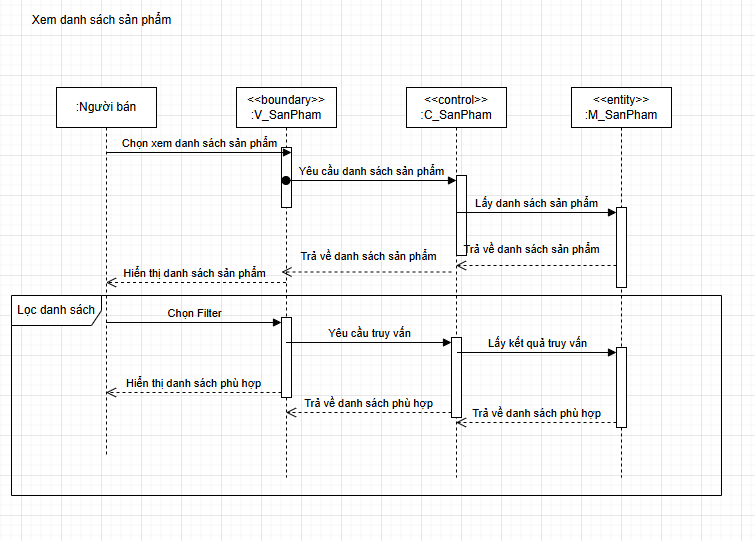 Xem danh sách sản phẩm
:Người bán
<<boundary>>
:V_SanPham
<<control>>
:C_SanPham
<<entity>>
:M_SanPham
Chọn xem danh sách sản phẩm
Yêu cầu danh sách sản phẩm
Lấy danh sách sản phẩm
Trả về danh sách sản phẩm
Trả về danh sách sản phẩm
Hiển thị danh sách sản phẩm
Lọc danh sách
Chọn Filter
Yêu cầu truy vấn
Lấy kết quả truy vấn
Hiển thị danh sách phù hợp
Trả về danh sách phù hợp
Trả về danh sách phù hợp